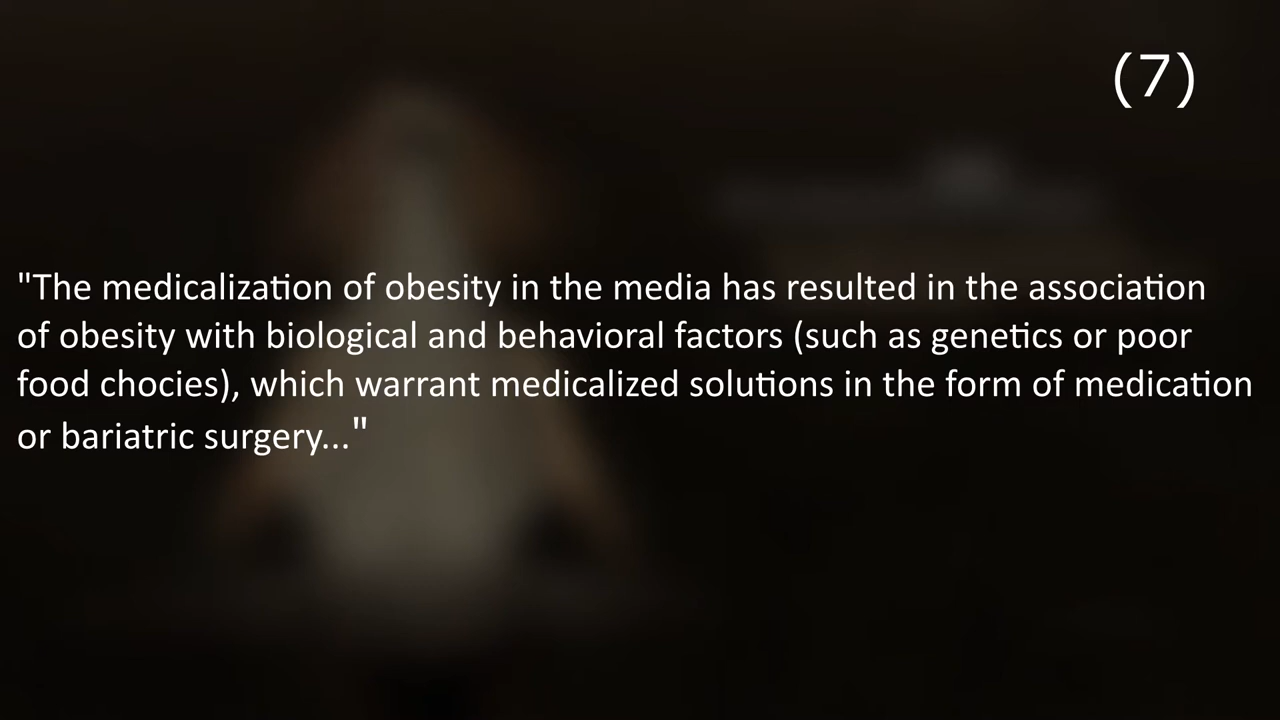 (7)
"The medicalization of obesity in the media has resulted in the association
of obesity with biological and behavioral factors (such as genetics or poor
food chocies), which warrant medicalized solutions in the form of medication
or bariatric surgery..."